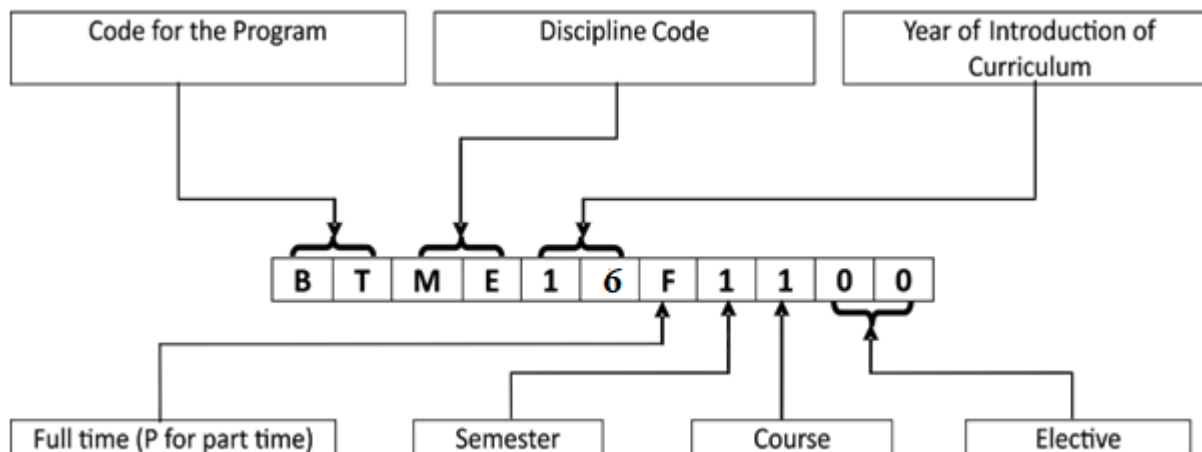 Code for the Program
Discipline Code
Year of Introduction of
Curriculum
B T M E 1 6 F 1 1 0 0
Full time (P for part time)
Semester
Course
Elective